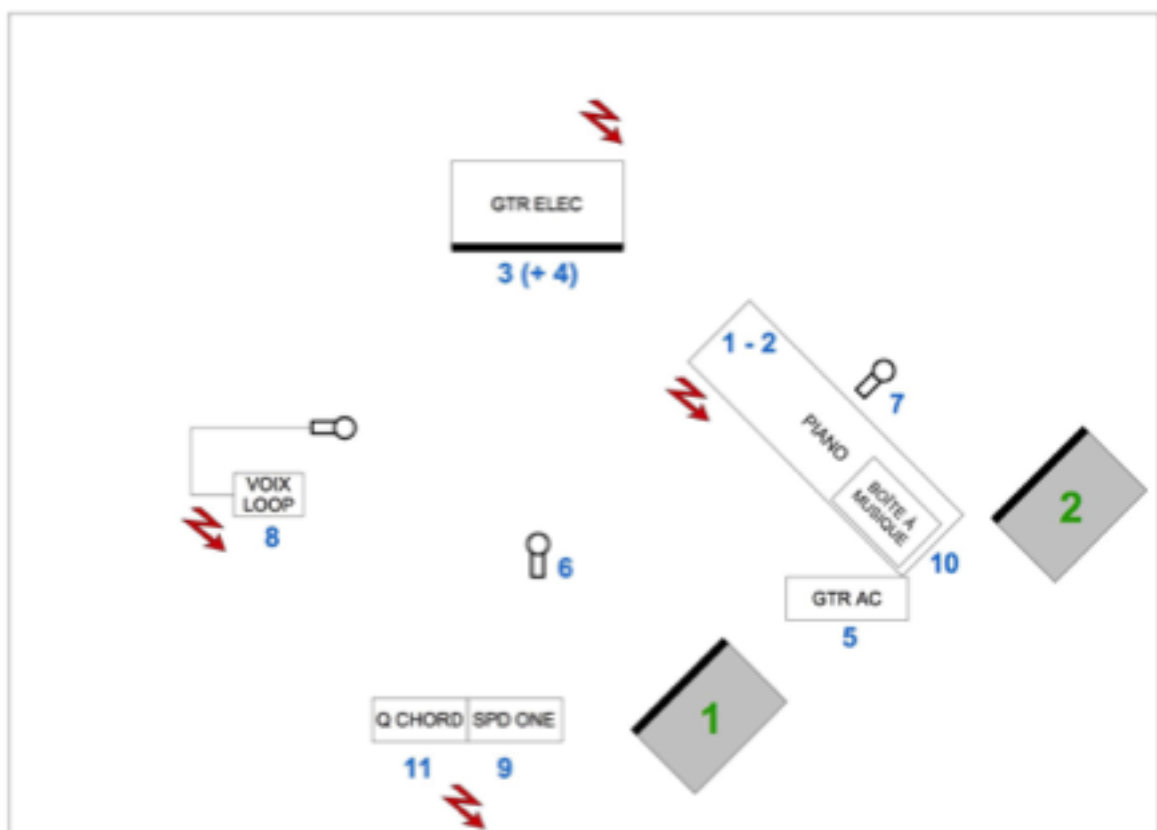 GTR ELEC
3 (+ 4)
1 - 2
7
PIANO
BOÎTE À
MUSIQUE
2
VOIX
LOOP
8
6
10
GTR AC
5
1
Q CHORD
SPD ONE
11
9